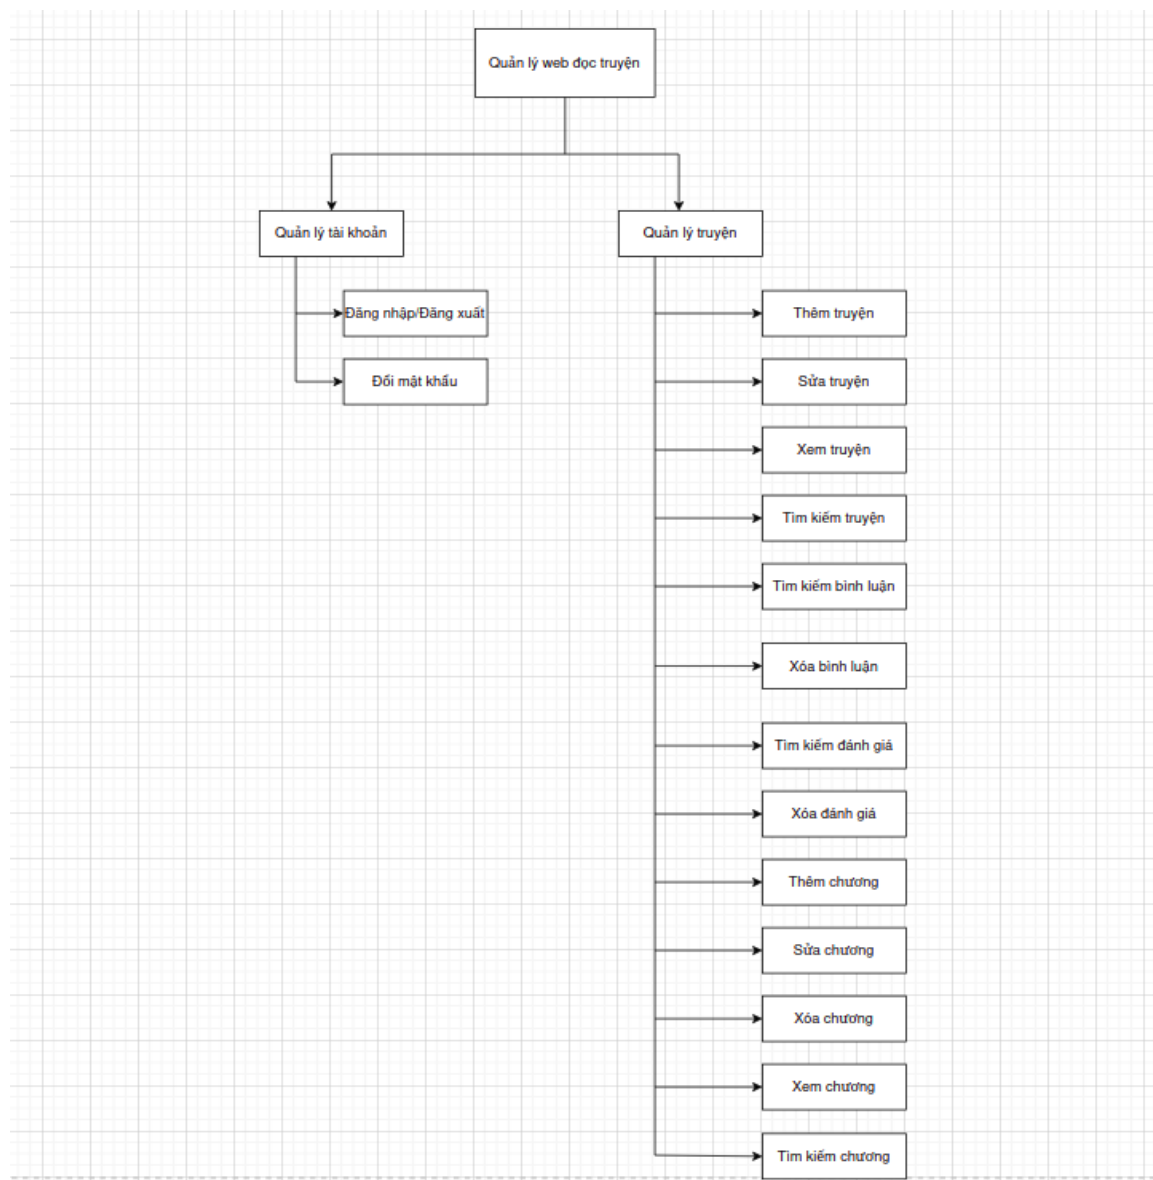 Quản lý web đọc truyện
Quản lý tài khoản
Quản lý truyện
Đăng nhập/Đăng xuất
Đổi mật khẩu
Thêm truyện
Sửa truyện
Xem truyện
Tìm kiếm truyện
Tìm kiếm bình luận
Xóa bình luận
Tìm kiếm đánh giá
Xóa đánh giá
Thêm chương
Sửa chương
Xóa chương
Xem chương
Tìm kiếm chương